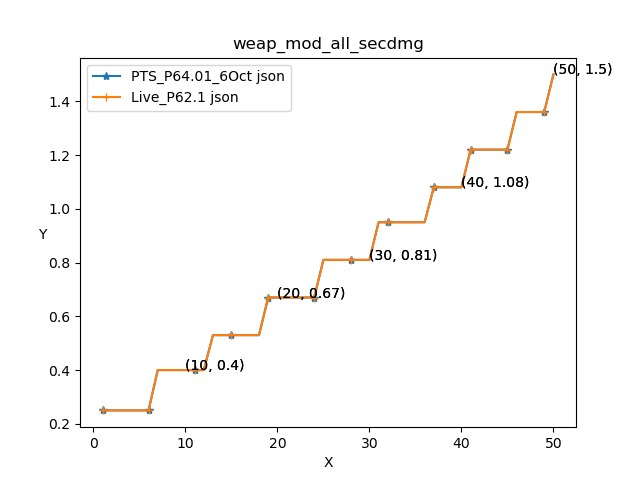 weap_mod_all_secdmg
PTS_P64.01_6Oct json
Live_P62.1 json
(50, 1.5)
1.4
1.2
(40, 1.08)
1.0
Y
(30, 0.81)
0.8
(20, 0.67)
0.6
(10, 0.4)
0.4
0.2
0 10 20 30 40 50
X